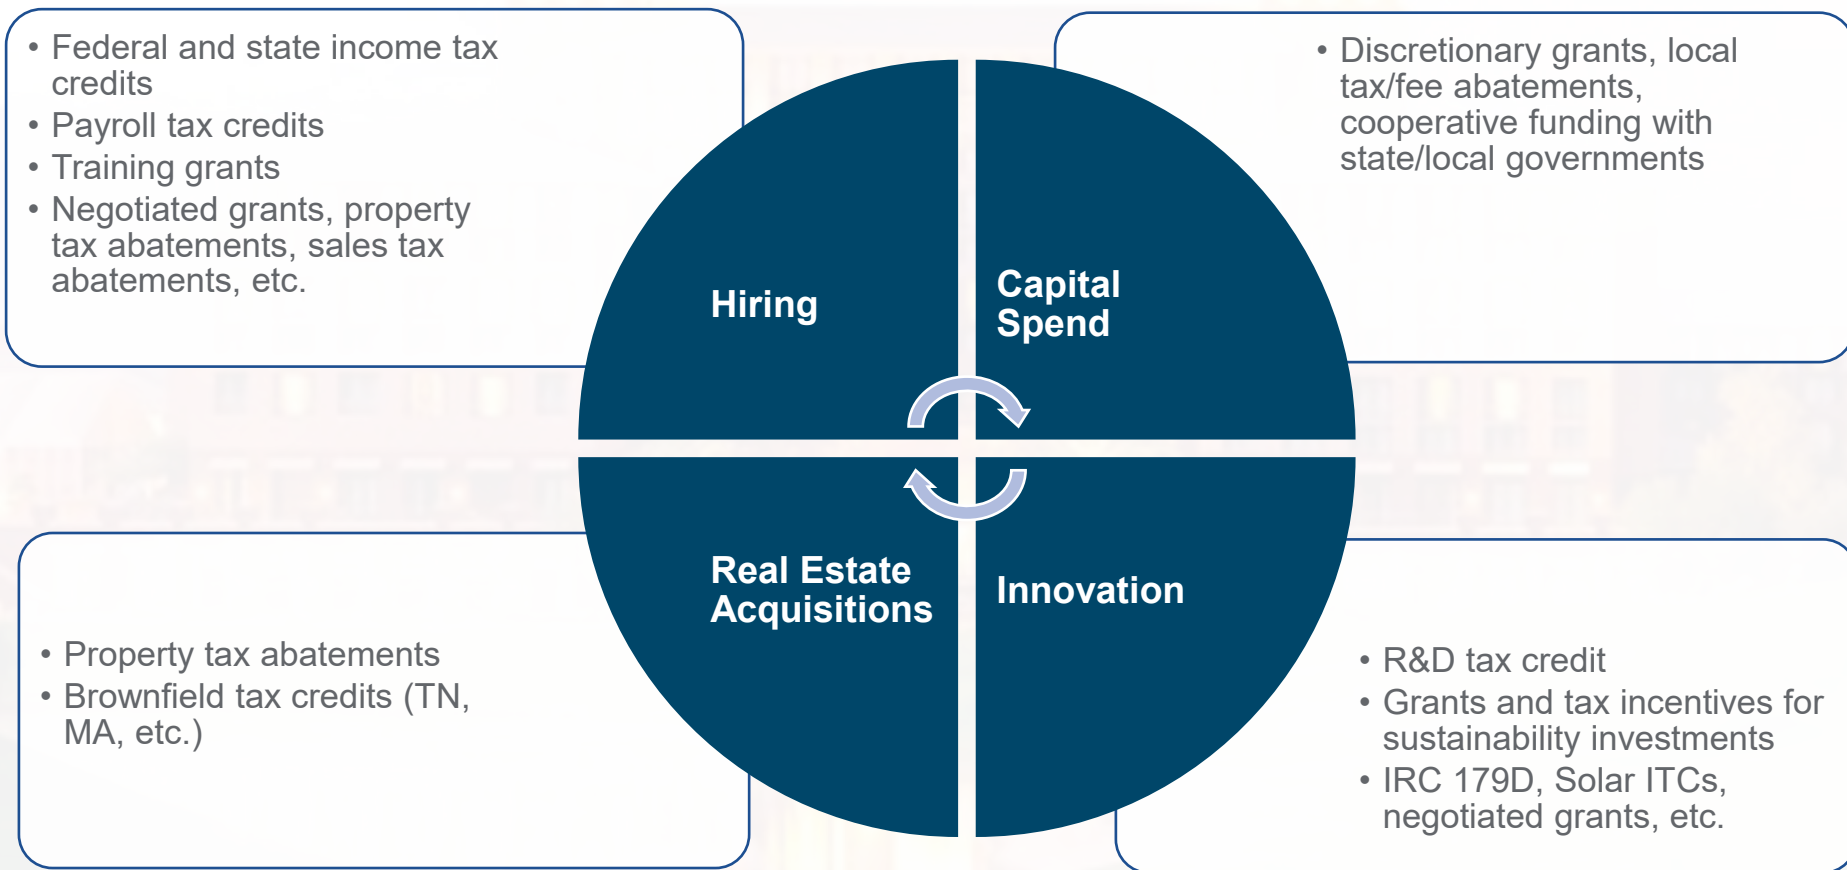 • Federal and state income tax
credits
• Payroll tax credits
• Training grants
• Negotiated grants, property
tax abatements, sales tax
abatements, etc.
• Discretionary grants, local
tax/fee abatements,
cooperative funding with
state/local governments
Hiring
Capital
Spend
Real Estate
Acquisitions
Innovation
• Property tax abatements
• Brownfield tax credits (TN,
MA, etc.)
• R&D tax credit
• Grants and tax incentives for
sustainability investments
• IRC 179D, Solar ITCs,
negotiated grants, etc.